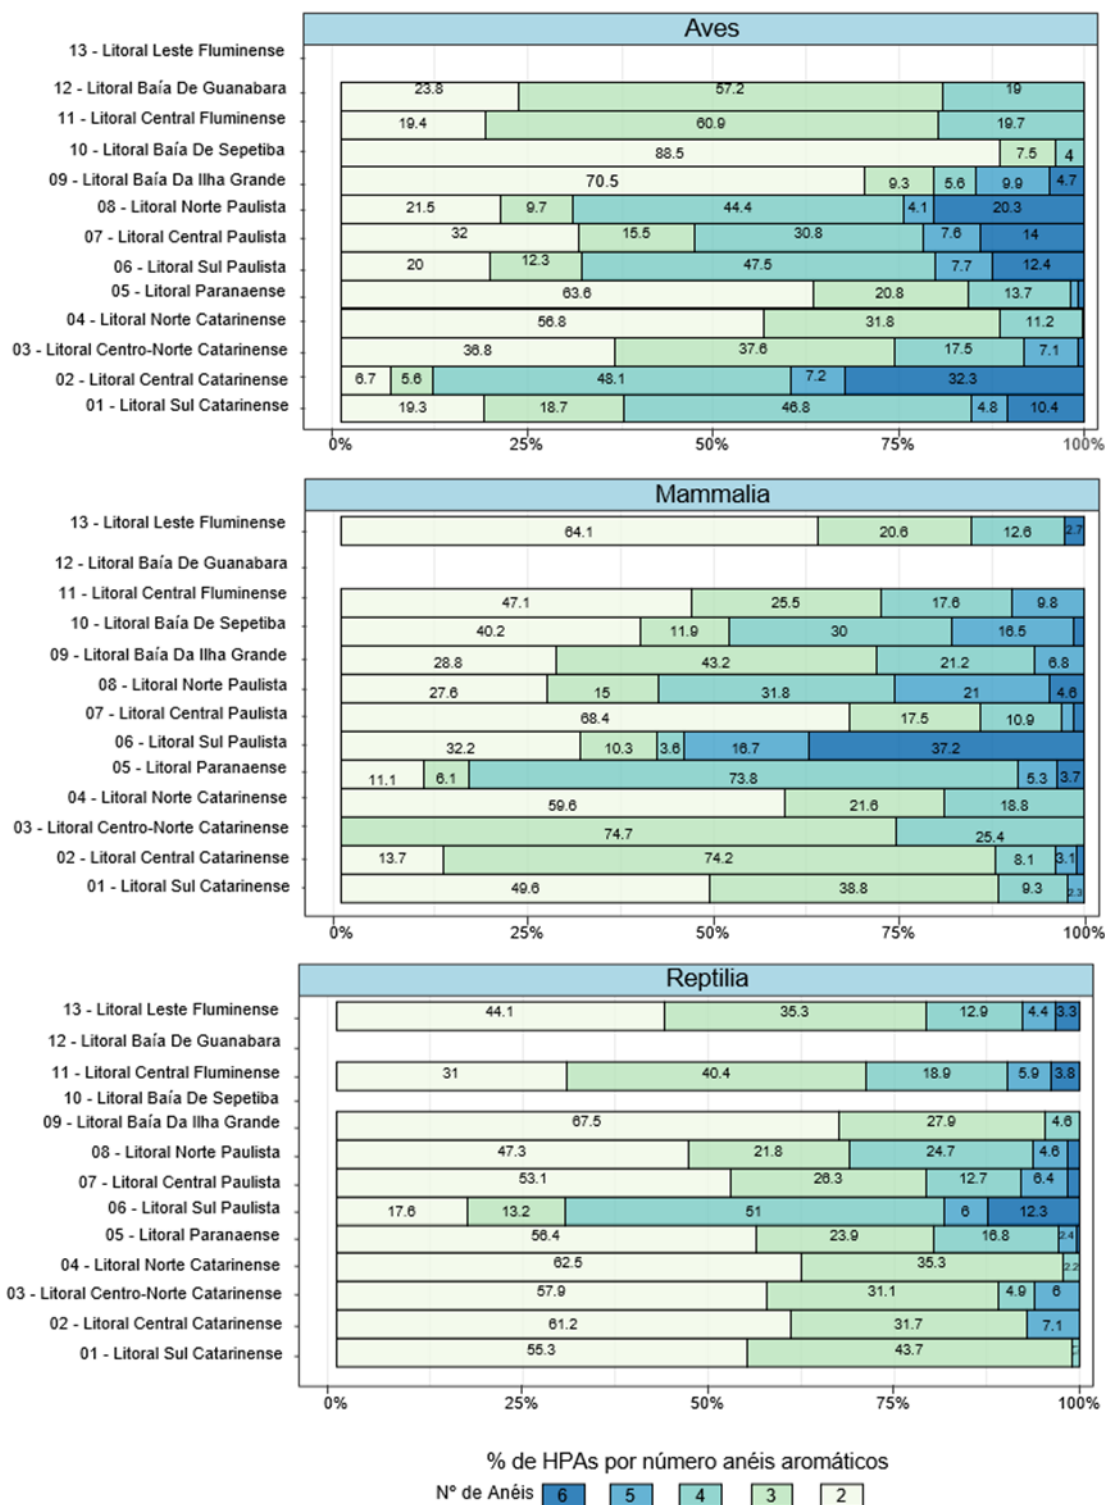 Aves
13 - Litoral Leste Fluminense
12 - Litoral Baía De Guanabara 23.8 57.2 19
11 - Litoral Central Fluminense 19.4 60.9 19.7
10 - Litoral Baía De Sepetiba 88.5 7.5 4
09 - Litoral Baía Da Ilha Grande 70.5 9.3 5.6 9.9 4.7
08 - Litoral Norte Paulista 21.5 9.7 44.4 4.1 20.3
07 - Litoral Central Paulista 32 15.5 30.8 7.6 14
06 - Litoral Sul Paulista 20 12.3 47.5 7.7 12.4
05 - Litoral Paranaense 63.6 20.8 13.7
04 - Litoral Norte Catarinense 56.8 31.8 11.2
03 - Litoral Centro-Norte Catarinense 36.8 37.6 17.5 7.1
02 - Litoral Central Catarinense 6.7 5.6 48.1 7.2 32.3
01 - Litoral Sul Catarinense 19.3 18.7 46.8 4.8 10.4
0% 25% 50% 75% 100%
Mammalia
13 - Litoral Leste Fluminense 64.1 20.6 12.6 2.7
12 - Litoral Baía De Guanabara
11 - Litoral Central Fluminense 47.1 25.5 17.6 9.8
10 - Litoral Baía De Sepetiba 40.2 11.9 30 16.5
09 - Litoral Baía Da Ilha Grande 28.8 43.2 21.2 6.8
08 - Litoral Norte Paulista 27.6 15 31.8 21 4.6
07 - Litoral Central Paulista 68.4 17.5 10.9
06 - Litoral Sul Paulista 32.2 10.3 3.6 16.7 37.2
05 - Litoral Paranaense 11.1 6.1 73.8 5.3 3.7
04 - Litoral Norte Catarinense 59.6 21.6 18.8
03 - Litoral Centro-Norte Catarinense 74.7 25.4
02 - Litoral Central Catarinense 13.7 74.2 8.1 3.1
01 - Litoral Sul Catarinense 49.6 38.8 9.3 2.3
0% 25% 50% 75% 100%
Reptilia
13 - Litoral Leste Fluminense 44.1 35.3 12.9 4.4 3.3
12 - Litoral Baía De Guanabara
11 - Litoral Central Fluminense 31 40.4 18.9 5.9 3.8
10 - Litoral Baía De Sepetiba
09 - Litoral Baía Da Ilha Grande 67.5 27.9 4.6
08 - Litoral Norte Paulista 47.3 21.8 24.7 4.6
07 - Litoral Central Paulista 53.1 26.3 12.7 6.4
06 - Litoral Sul Paulista 17.6 13.2 51 6 12.3
05 - Litoral Paranaense 56.4 23.9 16.8 2.4
04 - Litoral Norte Catarinense 62.5 35.3 2.2
03 - Litoral Centro-Norte Catarinense 57.9 31.1 4.9 6
02 - Litoral Central Catarinense 61.2 31.7 7.1
01 - Litoral Sul Catarinense 55.3 43.7
0% 25% 50% 75% 100%
% de HPAs por número anéis aromáticos
N° de Anéis 6 5 4 3 2